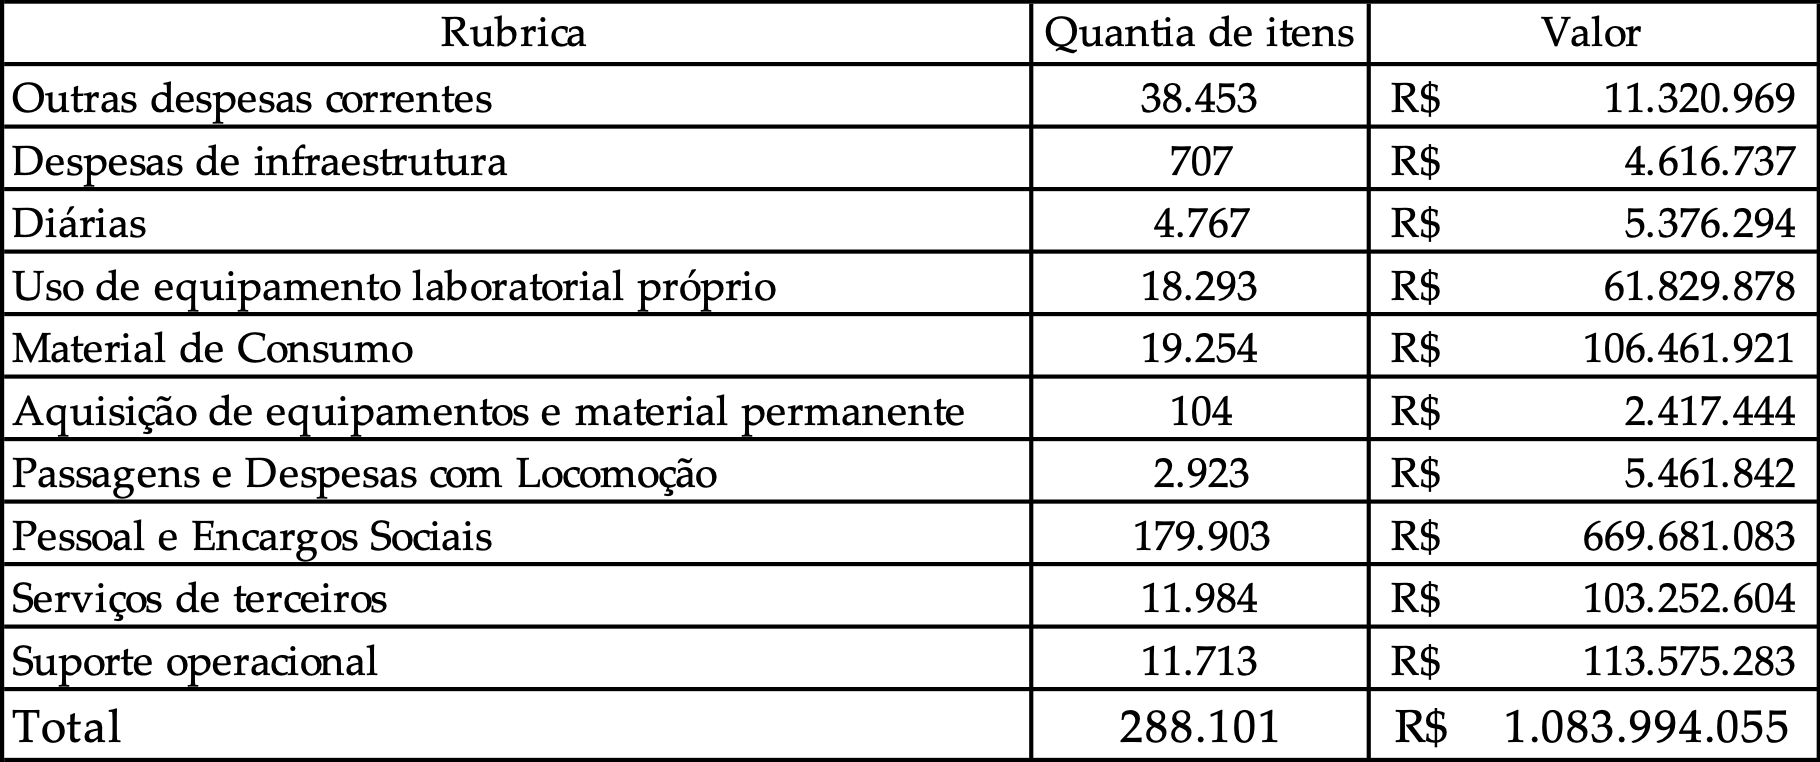 Rubrica Quantia de itens Valor
Outras despesas correntes 38.453 R$ 11.320.969
Despesas de infraestrutura 707 R$ 4.616.737
Diárias 4.767 R$ 5.376.294
Uso de equipamento laboratorial próprio 18.293 R$ 61.829.878
Material de Consumo 19.254 R$ 106.461.921
Aquisição de equipamentos e material permanente 104 R$ 2.417.444
Passagens e Despesas com Locomoção 2.923 R$ 5.461.842
Pessoal e Encargos Sociais 179.903 R$ 669.681.083
Serviços de terceiros 11.984 R$ 103.252.604
Suporte operacional 11.713 R$ 113.575.283
Total 288.101 R$ 1.083.994.055